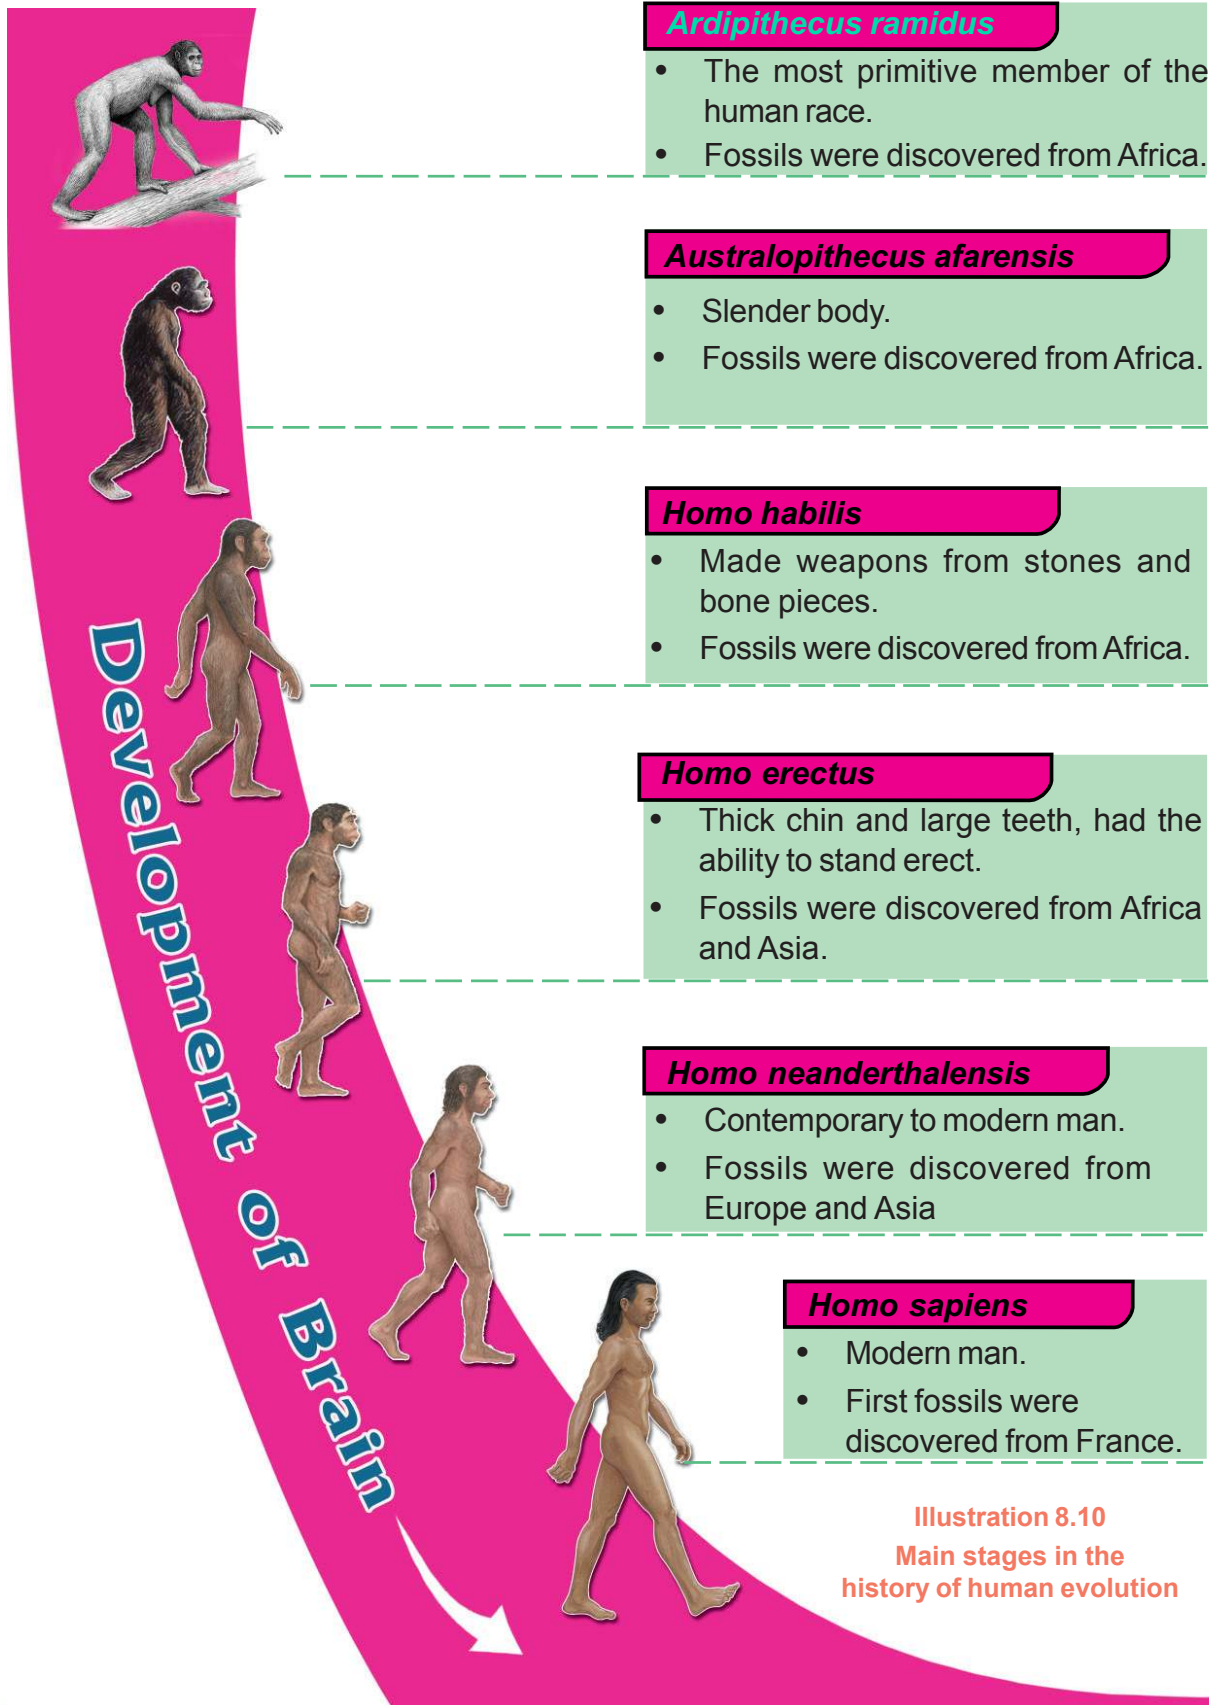 Ardipithecus ramidus
• The most primitive member of the
human race.
• Fossils were discovered from Africa.
Australopithecus afarensis
• Slender body.
• Fossils were discovered from Africa.
Homo habilis
• Made weapons from stones and
bone pieces.
• Fossils were discovered from Africa.
Homo erectus
• Thick chin and large teeth, had the
ability to stand erect.
• Fossils were discovered from Africa
and Asia.
Homo neanderthalensis
• Contemporary to modern man.
• Fossils were discovered from
Europe and Asia
Homo sapiens
• Modern man.
• First fossils were
discovered from France.
Development of Brain
Illustration 8.10
Main stages in the
history of human evolution